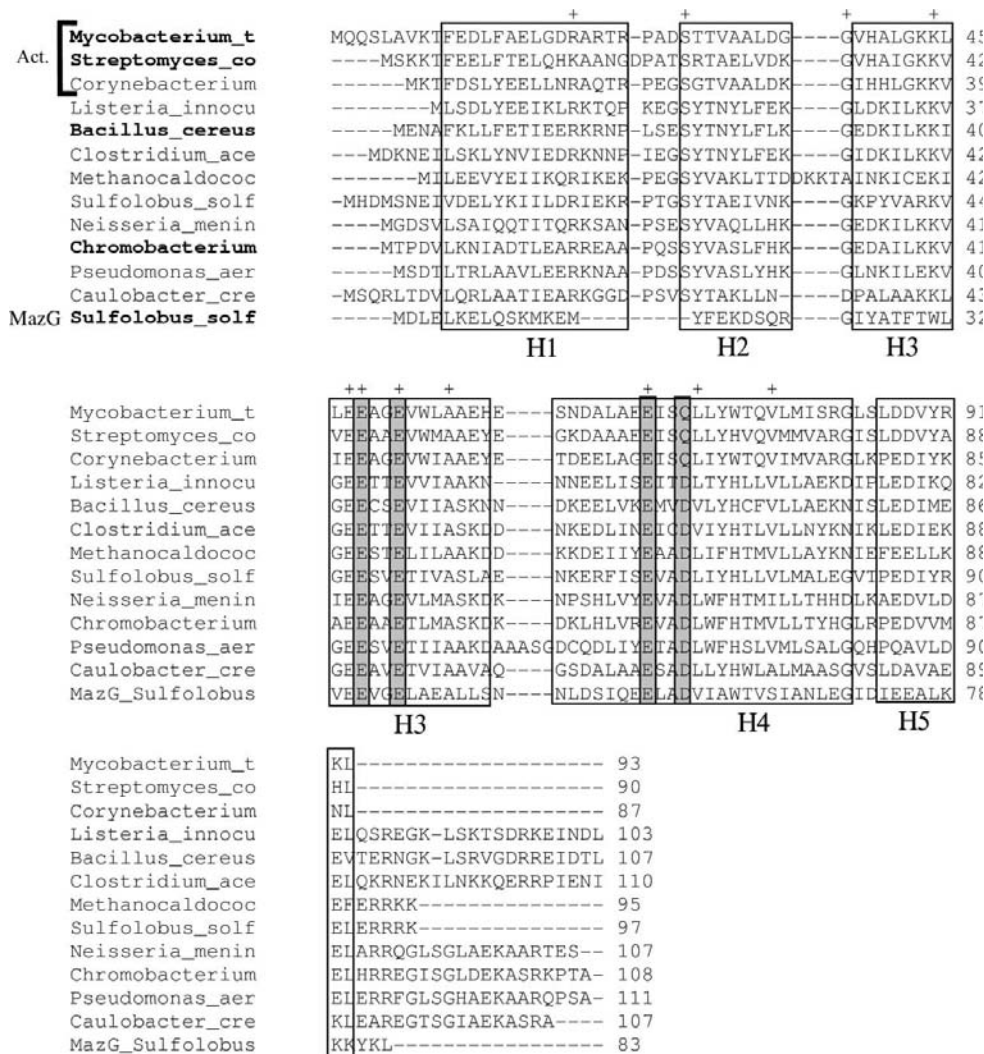 + + + +
Act.
Mycobacterium_t MQQSLAVKTFEDLFAELGDRARTR-PADSTTVAALDG----GVHALGKKL 45
Streptomyces_co ----MSKKTFEELFTELQHKAANGDPATSRTAELVDK----GVHAIGKKV 42
Corynebacterium ------MKTFDSLYEELLNRAQTR-PEGSGTVAALDK----GIHHLGKKV 39
Listeria_innocu --------MLSDLYEEIKLRKTQP-KEGSYTNYLFEK----GLDKILKKV 37
Bacillus_cereus -----MENAFKLLFETIEERKRNP-LSESYTNYLFLK----GEDKILKKI 40
Clostridium_ace ---MDKNEILSKLYNVIEDRKNNP-IEGSYTNYLFEK----GIDKILKKV 42
Methanocaldococ -------MILEEVYEIIKQRIKEK-PEGSYVAKLTTDDKKTAINKICEKI 42
Sulfolobus_solf -MHDMSNEIVDELYKIILDRIEKR-PTGSYTAEIVNK----GKPYVARKV 44
Neisseria_menin ----MGDSVLSAIQQTITQRKSAN-PSESYVAQLLHK----GEDKILKKV 41
Chromobacterium ----MTPDVLKNIADTLEARREAA-PQSSYVASLFHK----GEDAILKKV 41
Pseudomonas_aer -----MSDTLTRLAAVLEERKNAA-PDSSYVASLYHK----GLNKILEKV 40
Caulobacter_cre -MSQRLTDVLQRLAATIEARKGGD-PSVSYTAKLLN-----DPALAAKKL 43
MazG Sulfolobus_solf -----MDLELKELQSKMKEM---------YFEKDSQR----GIYATFTWL 32
H1 H2 H3
++ + + + + +
Mycobacterium_t LEEAGEVWLAAEHE----SNDALAEEISQLLYWTQVLMISRGLSLDDVYR 91
Streptomyces_co VEEAAEVWMAAEYE----GKDAAAEEISQLLYHVQVMMVARGISLDDVYA 88
Corynebacterium IEEAGEVWIAAEYE----TDEELAGEISQLIYWTQVIMVARGLKPEDIYK 85
Listeria_innocu GEETTEVVIAAKN-----NNEELISEITDLTYHLLVLLAEKDIPLEDIKQ 82
Bacillus_cereus GEECSEVIIASKNN----DKEELVKEMVDVLYHCFVLLAEKNISLEDIME 86
Clostridium_ace GEETTEVIIASKDD----NKEDLINEICDVIYHTLVLLNYKNIKLEDIEK 88
Methanocaldococ GEESTELILAAKDD----KKDEIIYEAADLIFHTMVLLAYKNIEFEELLK 88
Sulfolobus_solf GEESVETIVASLAE----NKERFISEVADLIYHLLVLMALEGVTPEDIYR 90
Neisseria_menin IEEAGEVLMASKDK----NPSHLVYEVADLWFHTMILLTHHDLKAEDVLD 87
Chromobacterium AEEAAETLMASKDK----DKLHLVREVADLWFHTMVLLTYHGLRPEDVVM 87
Pseudomonas_aer GEESVETIIAAKDAAASGDCQDLIYETADLWFHSLVMLSALGQHPQAVLD 90
Caulobacter_cre GEEAVETVIAAVAQ----GSDALAAESADLLYHWLALMAASGVSLDAVAE 89
MazG_Sulfolobus VEEVGELAEALLSN----NLDSIQEELADVIAWTVSIANLEGIDIEEALK 78
H3 H4 H5
Mycobacterium_t KL-------------------- 93
Streptomyces_co HL-------------------- 90
Corynebacterium NL-------------------- 87
Listeria_innocu ELQSREGK-LSKTSDRKEINDL 103
Bacillus_cereus EVTERNGK-LSRVGDRREIDTL 107
Clostridium_ace ELQKRNEKILNKKQERRPIENI 110
Methanocaldococ EFERRKK--------------- 95
Sulfolobus_solf ELERRRK--------------- 97
Neisseria_menin ELARRQGLSGLAEKAARTES-- 107
Chromobacterium ELHRREGISGLDEKASRKPTA- 108
Pseudomonas_aer ELERRFGLSGHAEKAARQPSA- 111
Caulobacter_cre KLEAREGTSGIAEKASRA---- 107
MazG_Sulfolobus KKYKL----------------- 83